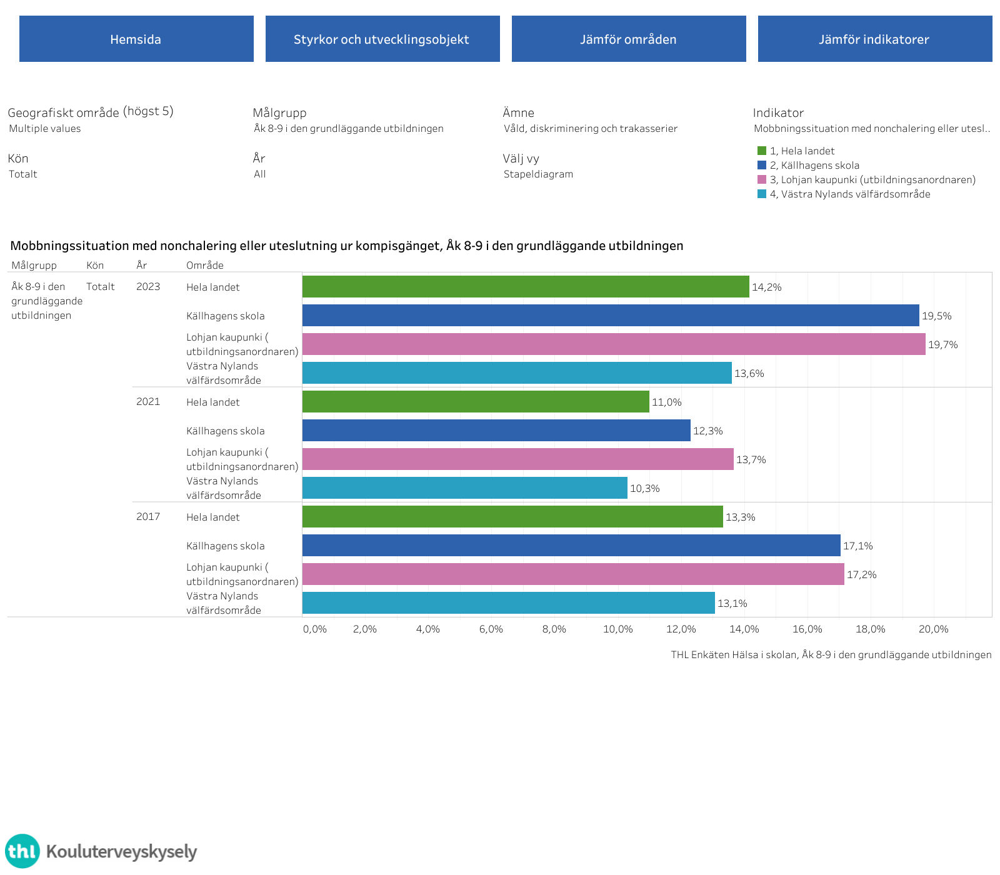 Hemsida
Styrkor och utvecklingsobjekt
Jämför områden
Jämför indikatorer
Geografiskt område (högst 5)
Multiple values
Målgrupp
Åk 8-9 i den grundläggande utbildningen
Ämne
Våld, diskriminering och trakasserier
Indikator
Mobbningssituation med nonchalering eller utesl..
Kön
Totalt
År
All
Välj vy
Stapeldiagram
1, Hela landet
2, Källhagens skola
3, Lohjan kaupunki (utbildningsanordnaren)
4, Västra Nylands välfärdsområde
Mobbningssituation med nonchalering eller uteslutning ur kompisgänget, Åk 8-9 i den grundläggande utbildningen
Målgrupp Kön År Område
Åk 8-9 i den
grundläggande
utbildningen
Totalt
2023
Hela landet
14,2%
Källhagens skola
19,5%
Lohjan kaupunki (
utbildningsanordnaren)
19,7%
Västra Nylands
välfärdsområde
13,6%
2021
Hela landet
11,0%
Källhagens skola
12,3%
Lohjan kaupunki (
utbildningsanordnaren)
13,7%
Västra Nylands
välfärdsområde
10,3%
2017
Hela landet
13,3%
Källhagens skola
17,1%
Lohjan kaupunki (
utbildningsanordnaren)
17,2%
Västra Nylands
välfärdsområde
13,1%
0,0% 2,0% 4,0% 6,0% 8,0% 10,0% 12,0% 14,0% 16,0% 18,0% 20,0%
THL Enkäten Hälsa i skolan, Åk 8-9 i den grundläggande utbildningen
thl Kouluterveyskysely